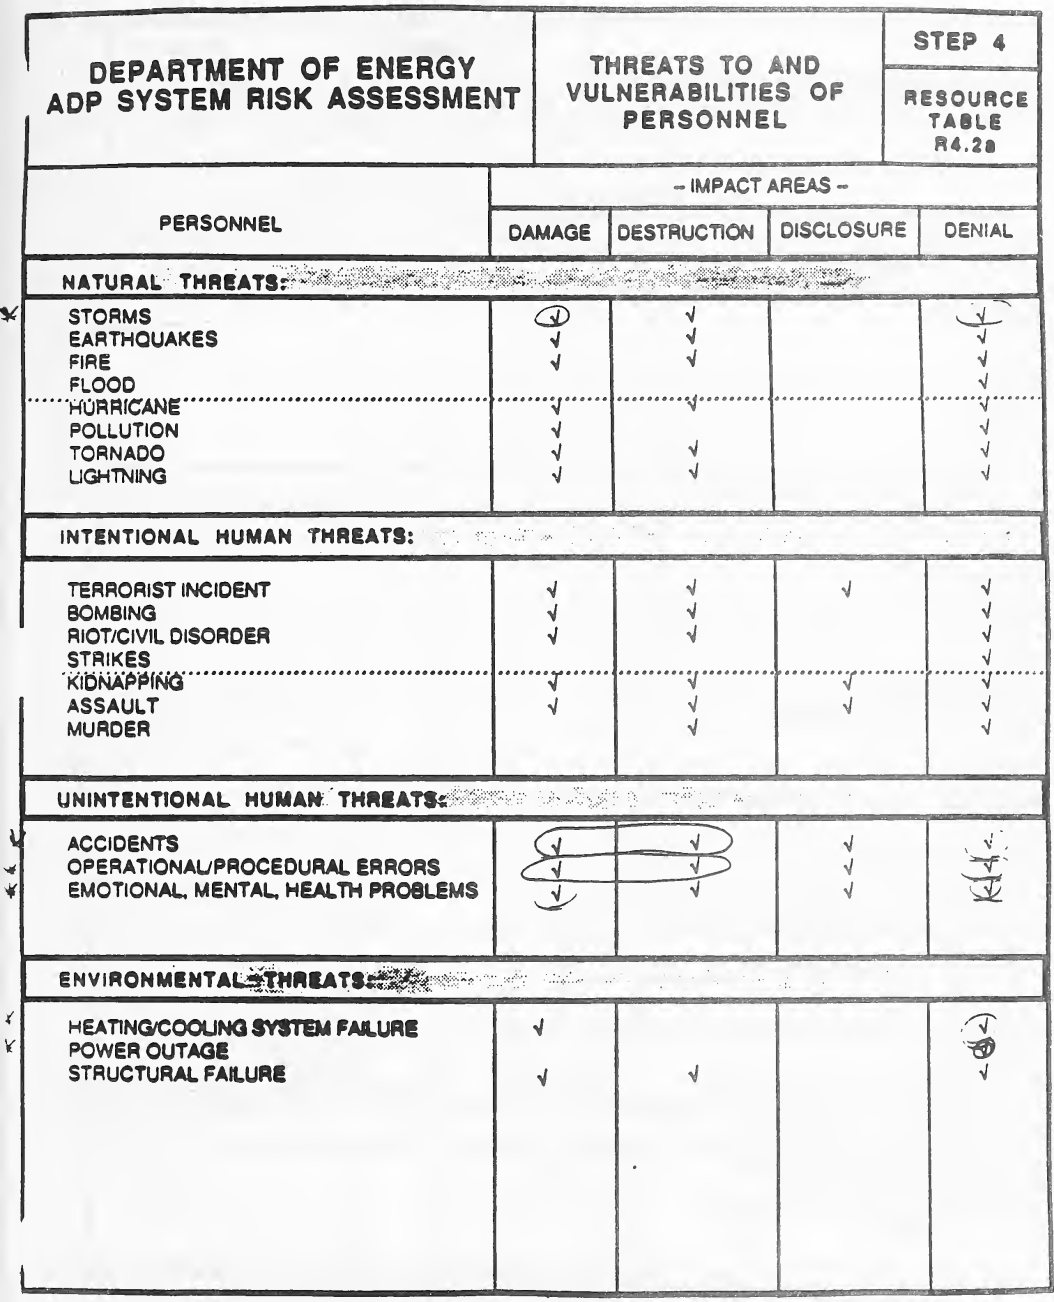 DEPARTMENT OF ENERGY
ADP SYSTEM RISK ASSESSMENT
THREATS TO AND
VULNERABILITIES OF
PERSONNEL
STEP 4
RESOURCE
TABLE
R4.2a
PERSONNEL
- IMPACT AREAS -
DAMAGE DESTRUCTION DISCLOSURE DENIAL
NATURAL THREATS:
STORMS ✓ ✓ ✓
EARTHQUAKES ✓ ✓ ✓
FIRE ✓ ✓ ✓
FLOOD ✓
HURRICANE ✓ ✓ ✓
POLLUTION ✓ ✓
TORNADO ✓ ✓ ✓
LIGHTNING ✓ ✓ ✓
INTENTIONAL HUMAN THREATS:
TERRORIST INCIDENT ✓ ✓ ✓ ✓
BOMBING ✓ ✓ ✓
RIOT/CIVIL DISORDER ✓ ✓ ✓
STRIKES ✓
KIDNAPPING ✓ ✓ ✓ ✓
ASSAULT ✓ ✓ ✓ ✓
MURDER ✓ ✓
UNINTENTIONAL HUMAN THREATS:
ACCIDENTS ✓ ✓ ✓ ✓
OPERATIONAL/PROCEDURAL ERRORS ✓ ✓ ✓ ✓
EMOTIONAL, MENTAL, HEALTH PROBLEMS ✓ ✓ ✓ ✓
ENVIRONMENTAL THREATS:
HEATING/COOLING SYSTEM FAILURE ✓ ✓
POWER OUTAGE ✓
STRUCTURAL FAILURE ✓ ✓ ✓